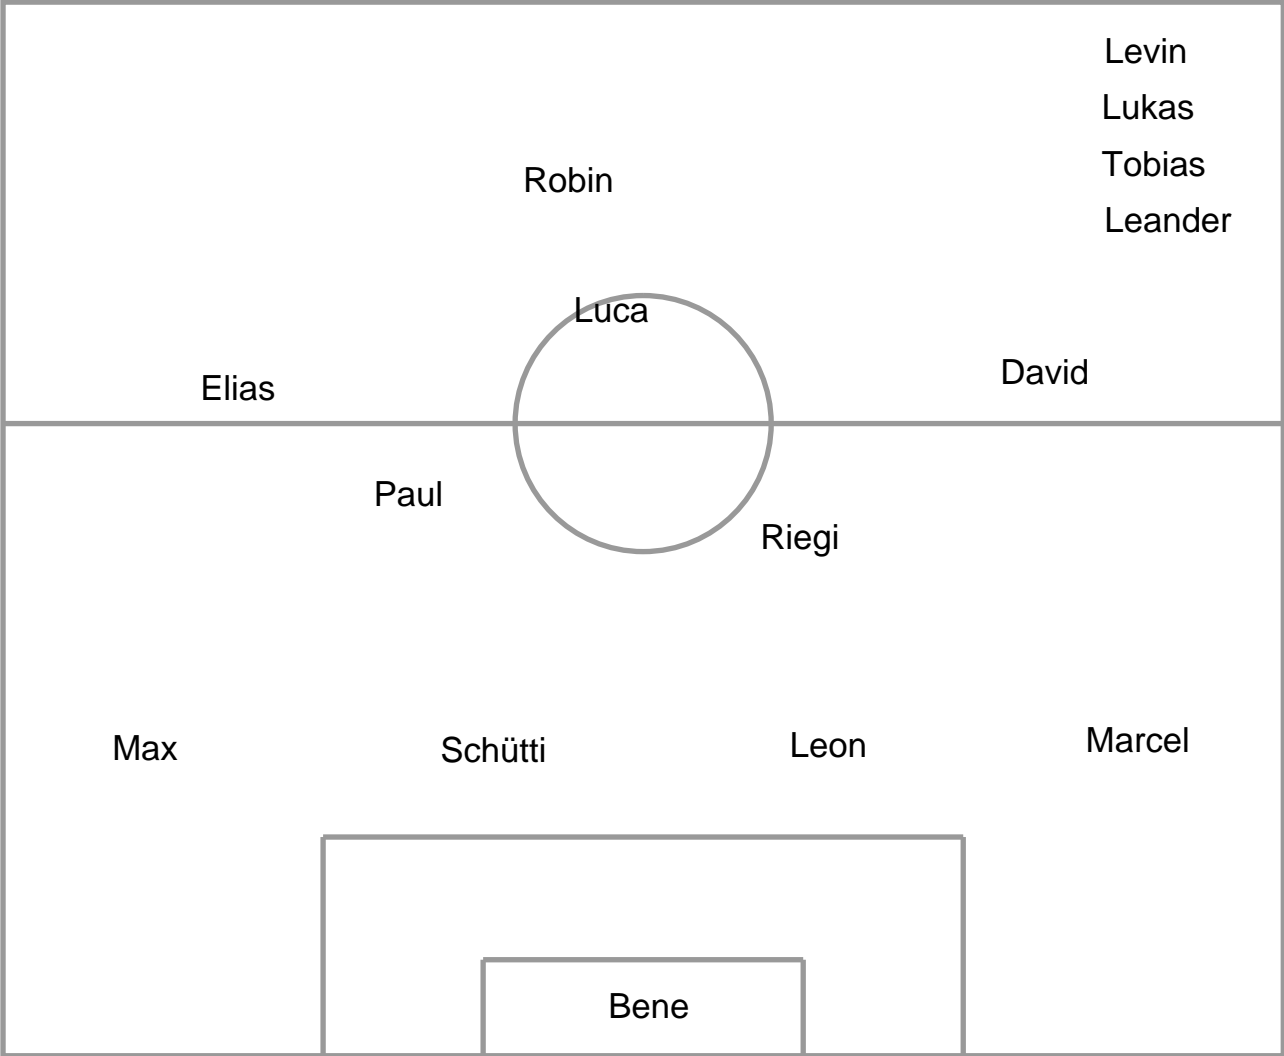 Levin
Lukas
Robin
Tobias
Leander
Luca
Elias
David
Paul
Riegi
Max
Schütti
Leon
Marcel
Bene